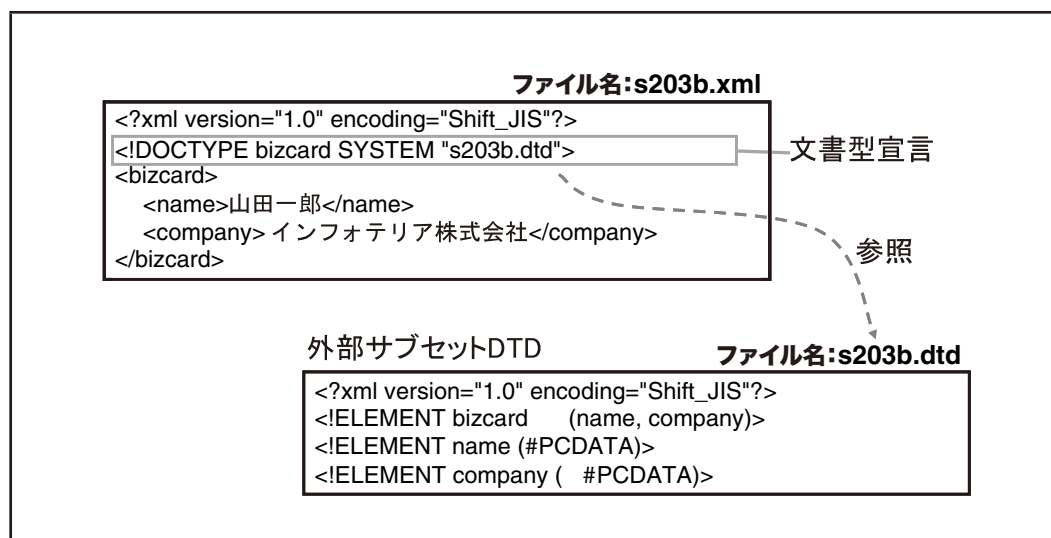 ファイル名:s203b.xml
<?xml version="1.0" encoding="Shift_JIS"?>
<!DOCTYPE bizcard SYSTEM "s203b.dtd">
文書型宣言
<bizcard>
<name>山田一郎</name>
<company> インフォテリア株式会社</company>
</bizcard>
参照
外部サブセットDTD
ファイル名:s203b.dtd
<?xml version="1.0" encoding="Shift_JIS"?>
<!ELEMENT bizcard (name, company)>
<!ELEMENT name (#PCDATA)>
<!ELEMENT company ( #PCDATA)>